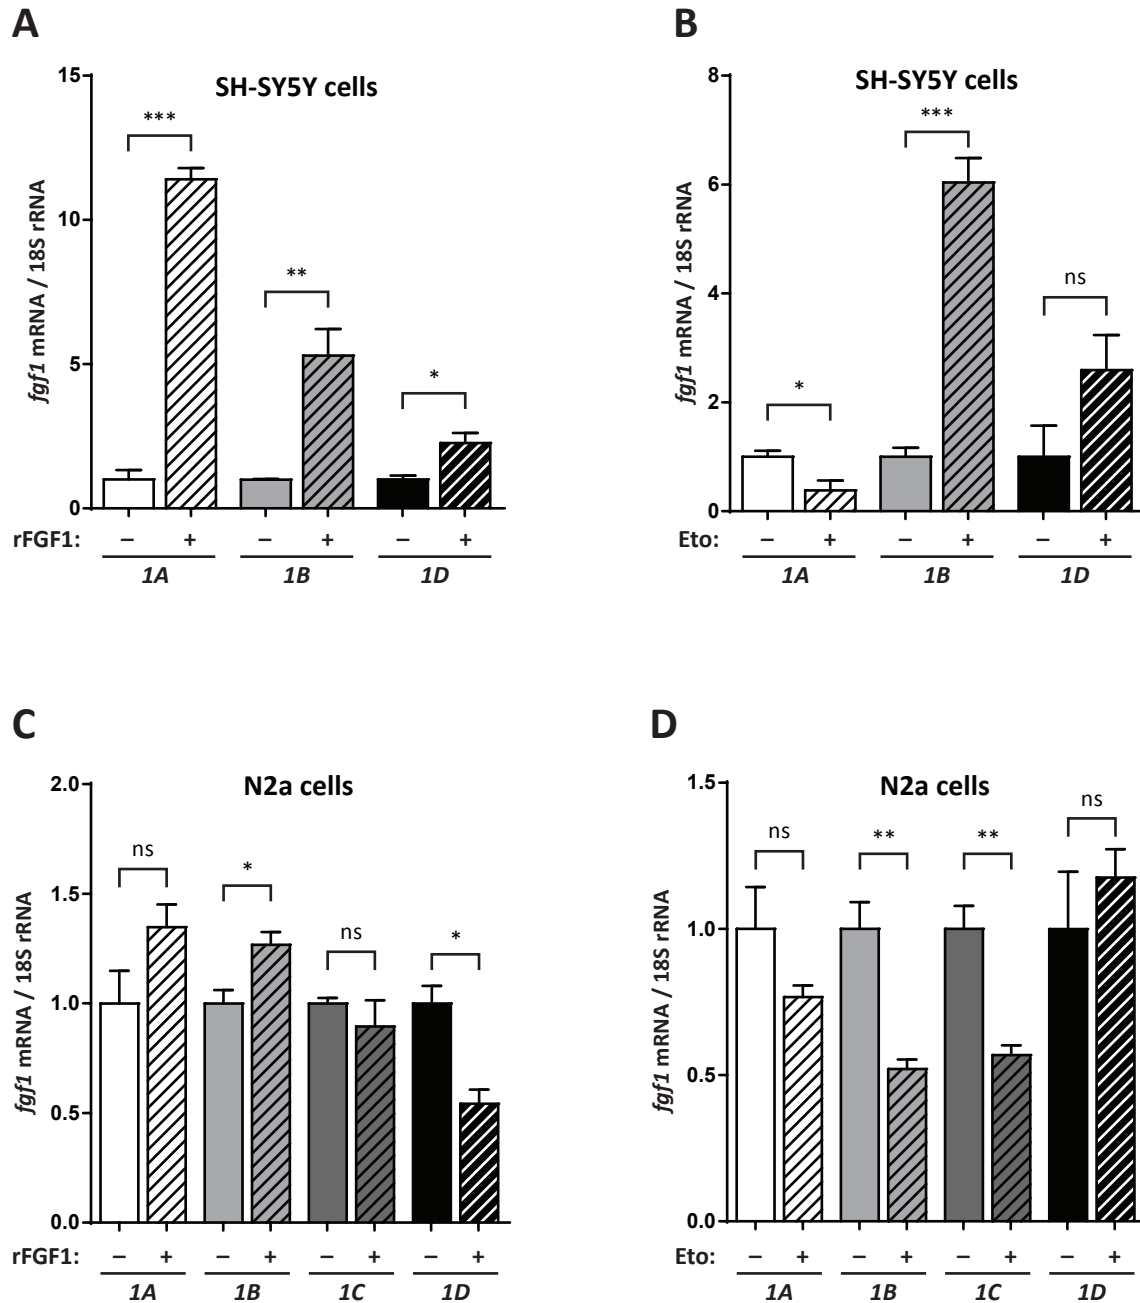 A
SH-SY5Y cells
fgf1 mRNA / 18S rRNA
15
10
5
0
***
**
*
rFGF1: – + – + – +
1A 1B 1D
B
SH-SY5Y cells
fgf1 mRNA / 18S rRNA
8
6
4
2
0
*
***
ns
Eto: – + – + – +
1A 1B 1D
C
N2a cells
fgf1 mRNA / 18S rRNA
2.0
1.5
1.0
0.5
0.0
ns
*
ns
*
rFGF1: – + – + – + – +
1A 1B 1C 1D
D
N2a cells
fgf1 mRNA / 18S rRNA
1.5
1.0
0.5
0.0
ns
**
**
ns
Eto: – + – + – + – +
1A 1B 1C 1D